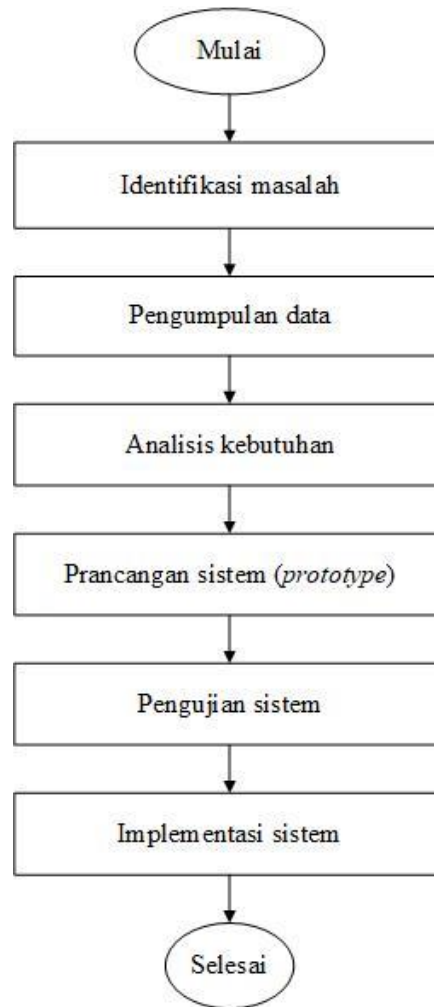 Mulai
Identifikasi masalah
Pengumpulan data
Analisis kebutuhan
Prancangan sistem (prototype)
Pengujian sistem
Implementasi sistem
Selesai